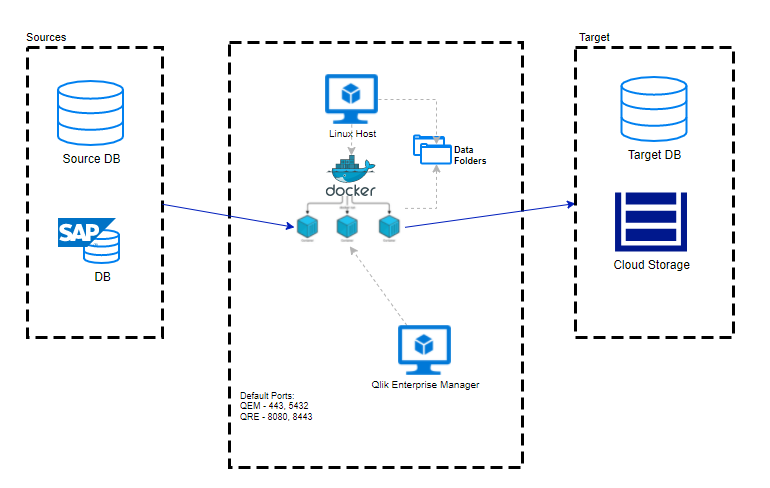 Sources
Target
Source DB
SAP
DB
Linux Host
Data
Folders
docker
Target DB
Cloud Storage
Qlik Enterprise Manager
Default Ports:
QEM - 443, 5432
QRE - 8080, 8443